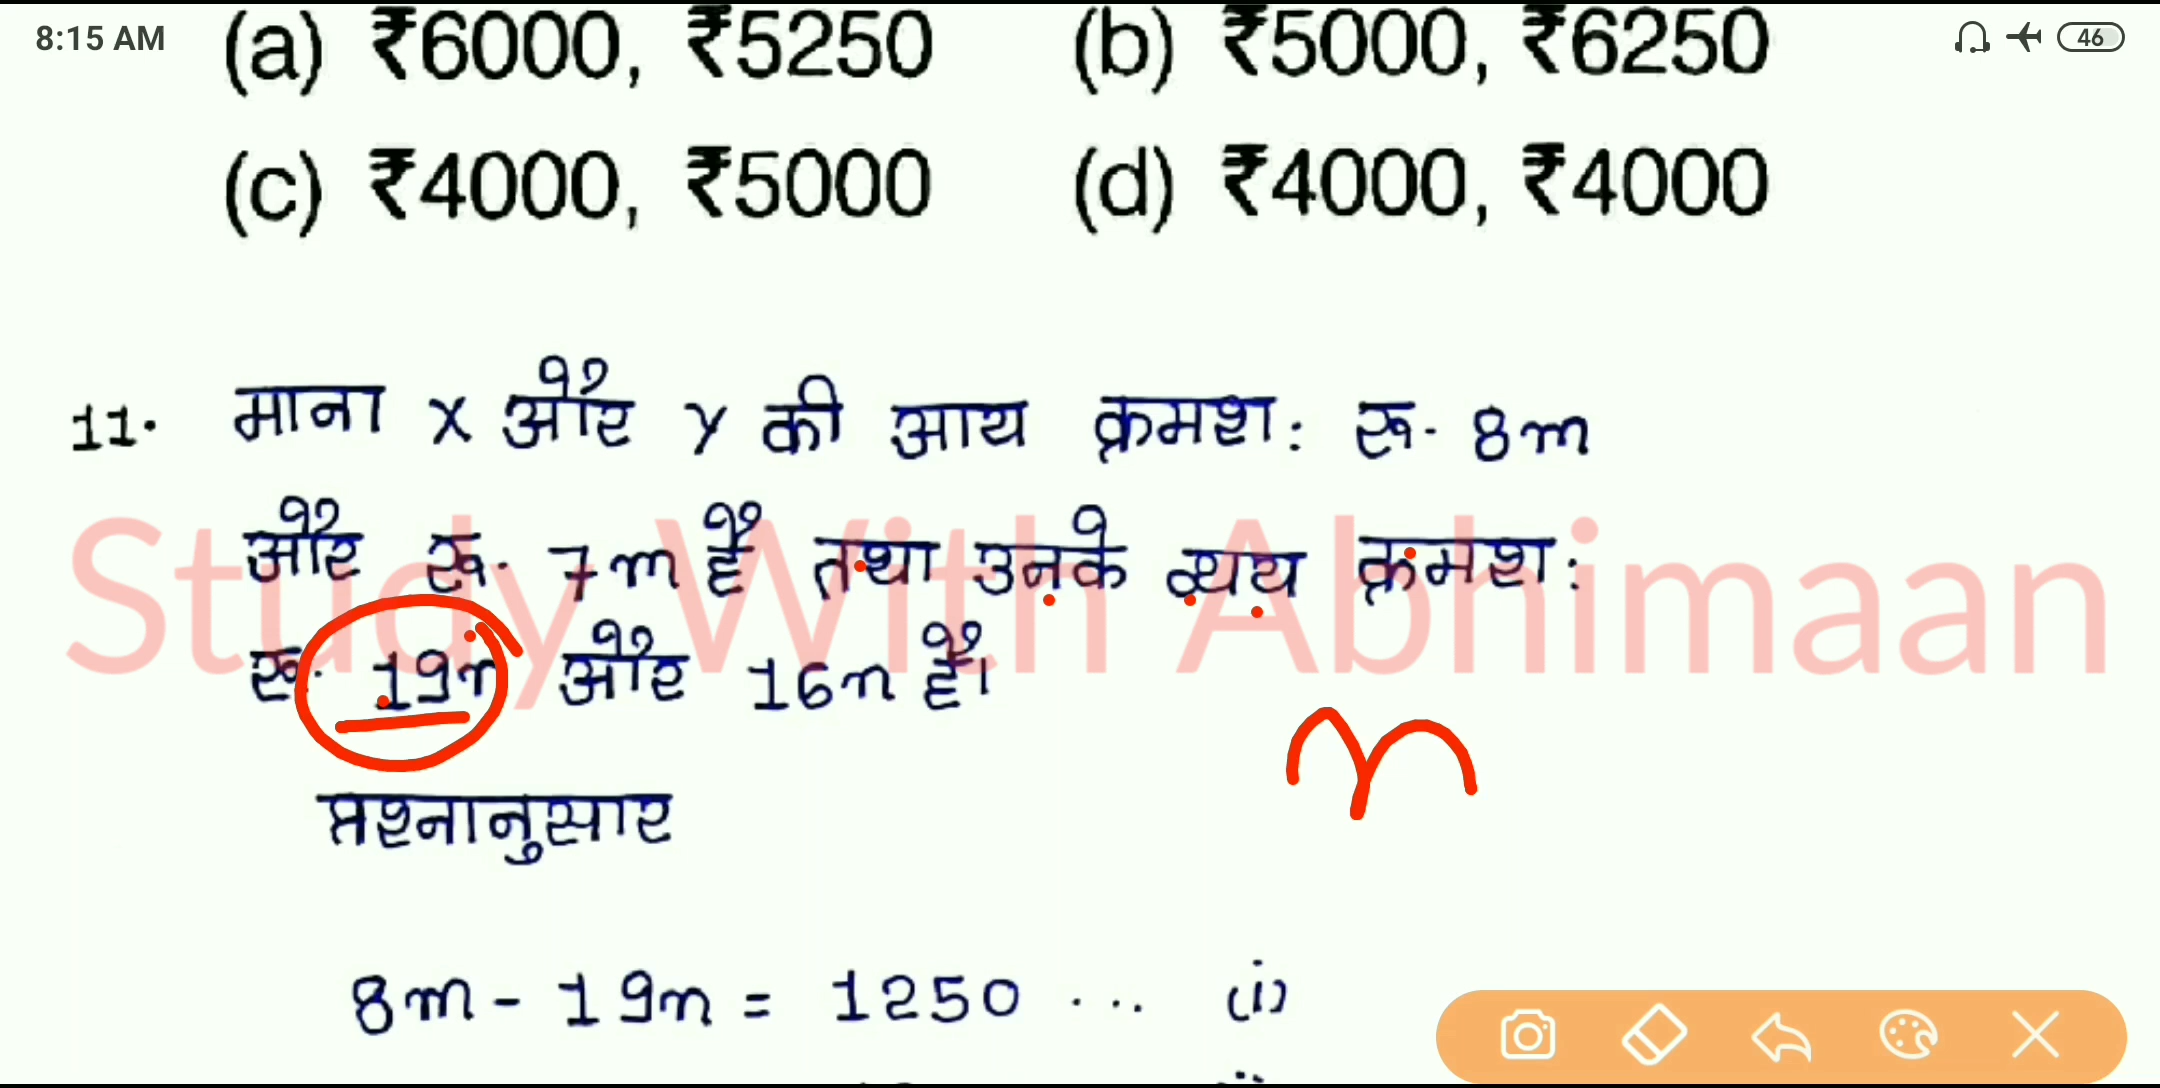 8:15 AM
46
(a) ₹6000, ₹5250 (b) ₹5000, ₹6250
(c) ₹4000, ₹5000 (d) ₹4000, ₹4000
11. माना x और y की आय क्रमश: रू. 8m
और रू. 7m हैं तथा उनके व्यय क्रमश:
Study With Abhimaan
रू. 19n और 16n हैं।
n
प्रश्नानुसार
8m - 19n = 1250 ... (i)